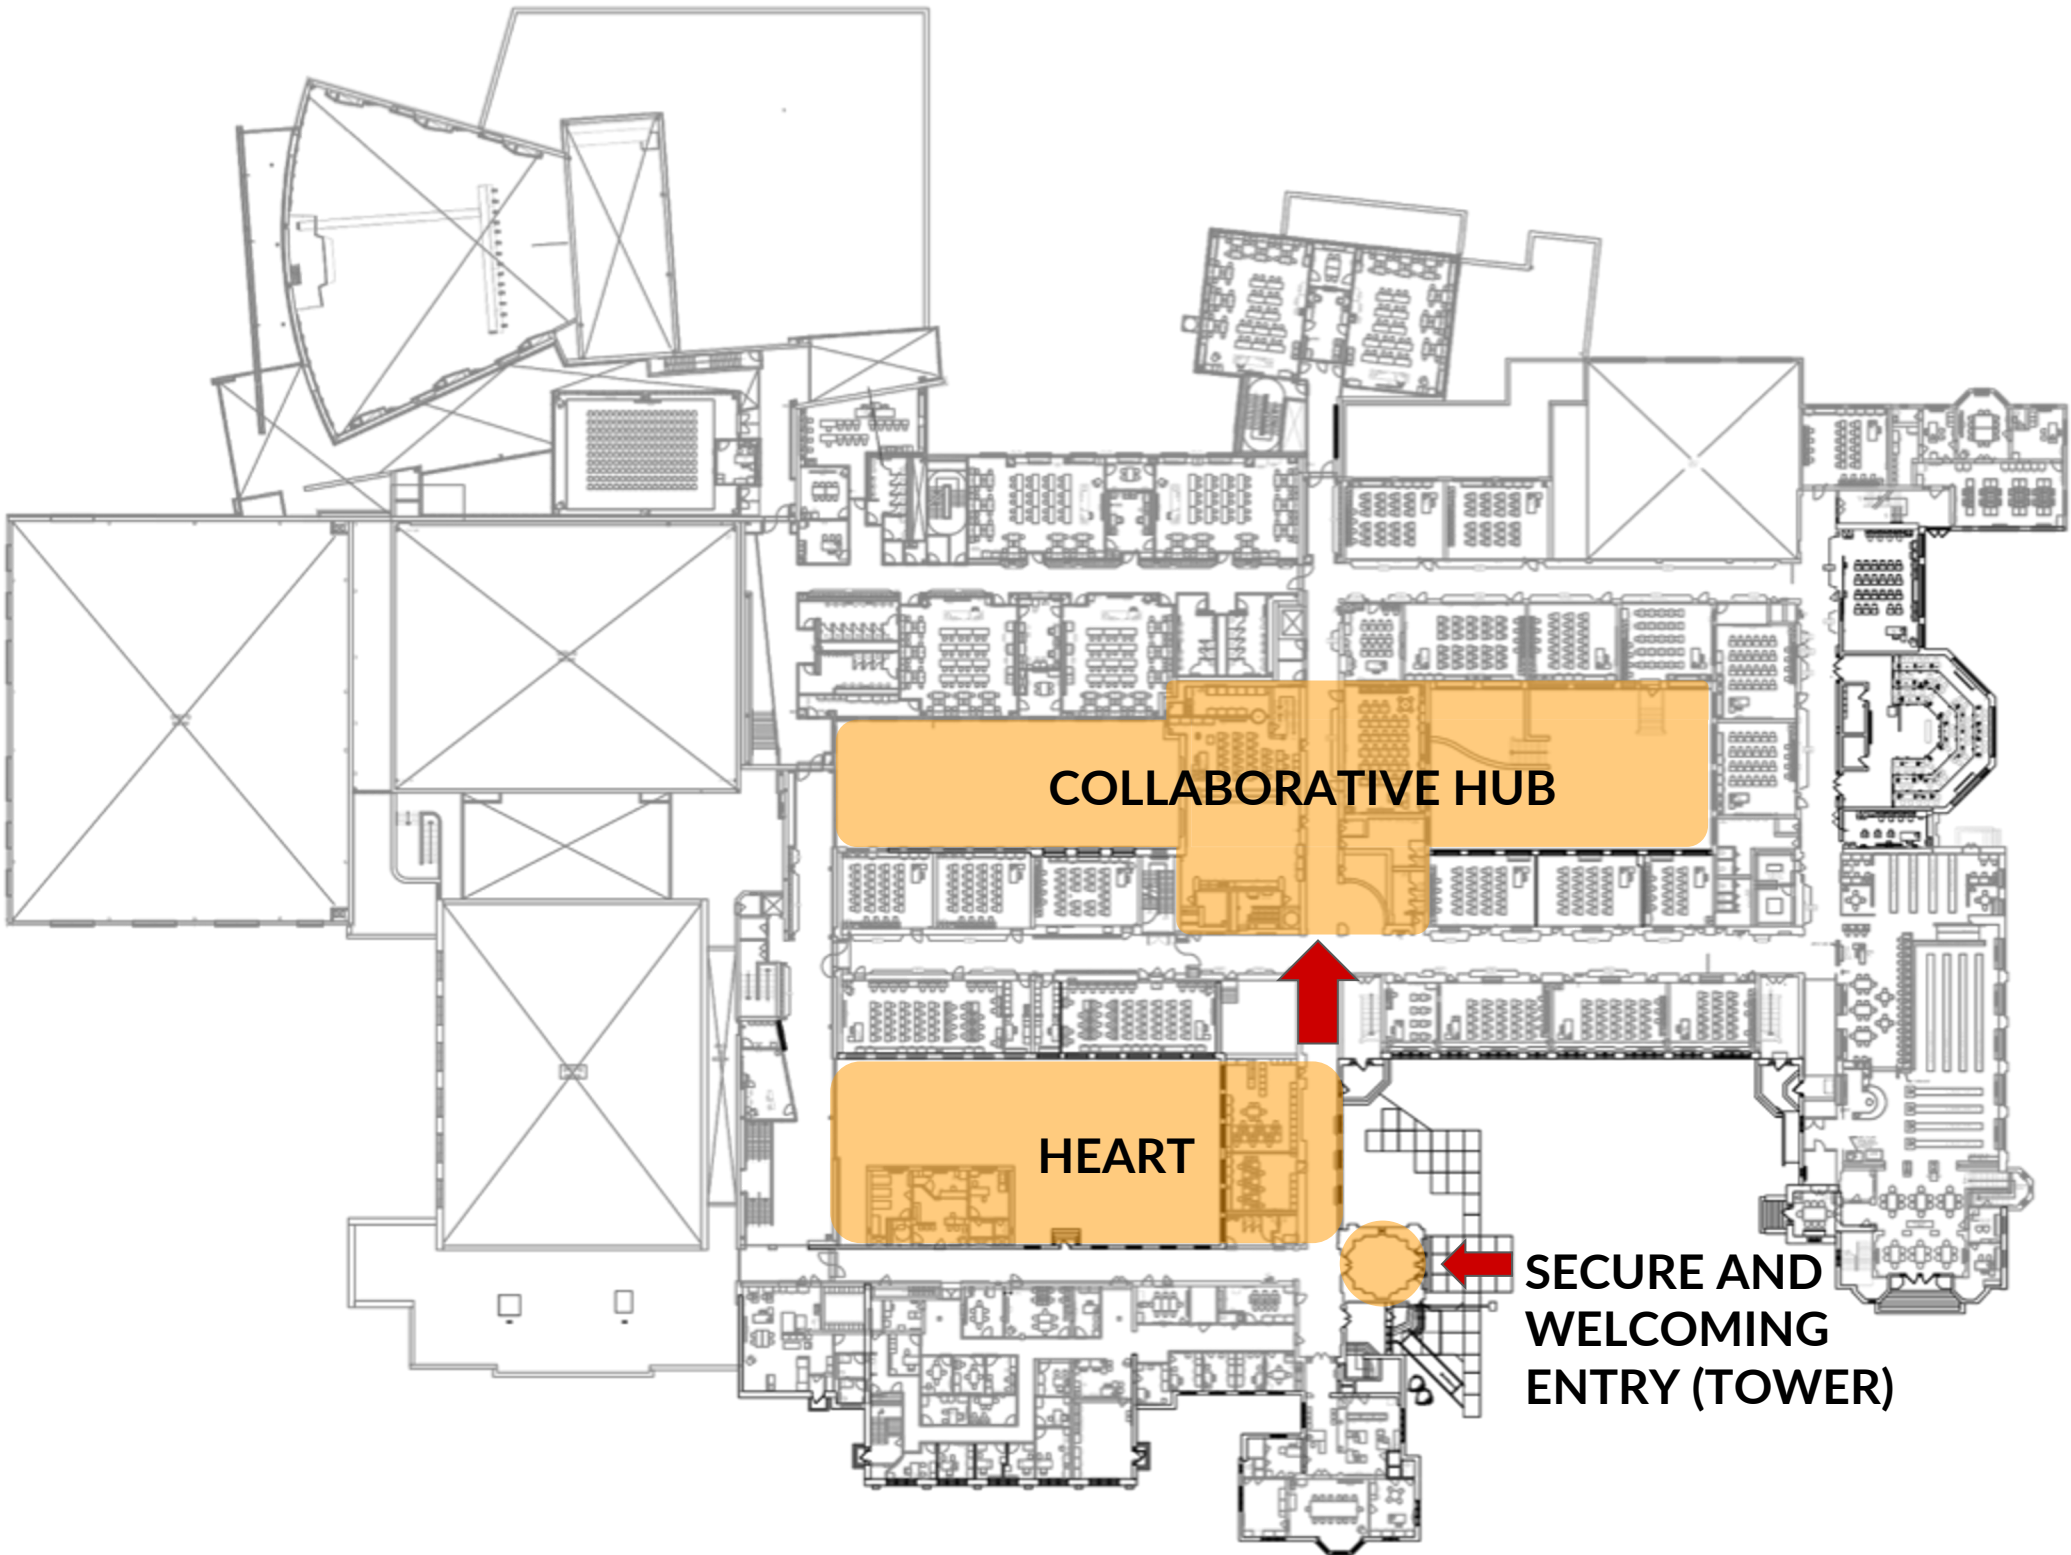 COLLABORATIVE HUB
HEART
SECURE AND
WELCOMING
ENTRY (TOWER)